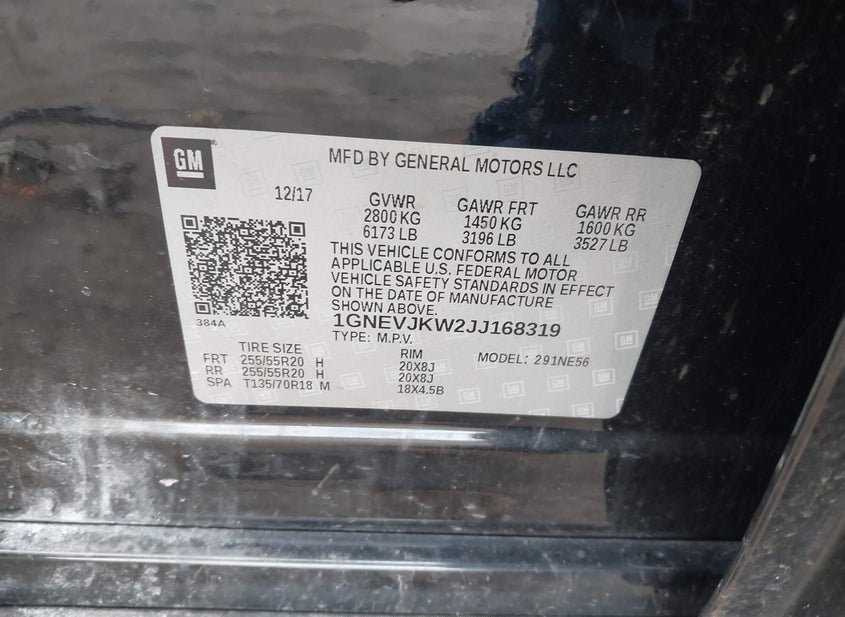 GM
MFD BY GENERAL MOTORS LLC
12/17 GVWR GAWR FRT GAWR RR
2800 KG 1450 KG 1600 KG
6173 LB 3196 LB 3527 LB
THIS VEHICLE CONFORMS TO ALL
APPLICABLE U.S. FEDERAL MOTOR
VEHICLE SAFETY STANDARDS IN EFFECT
ON THE DATE OF MANUFACTURE
SHOWN ABOVE.
384A
1GNEVJKW2JJ168319
TYPE: M.P.V.
TIRE SIZE RIM MODEL: 291NE56
FRT 255/55R20 H 20X8J
RR 255/55R20 H 20X8J
SPA T135/70R18 M 18X4.5B